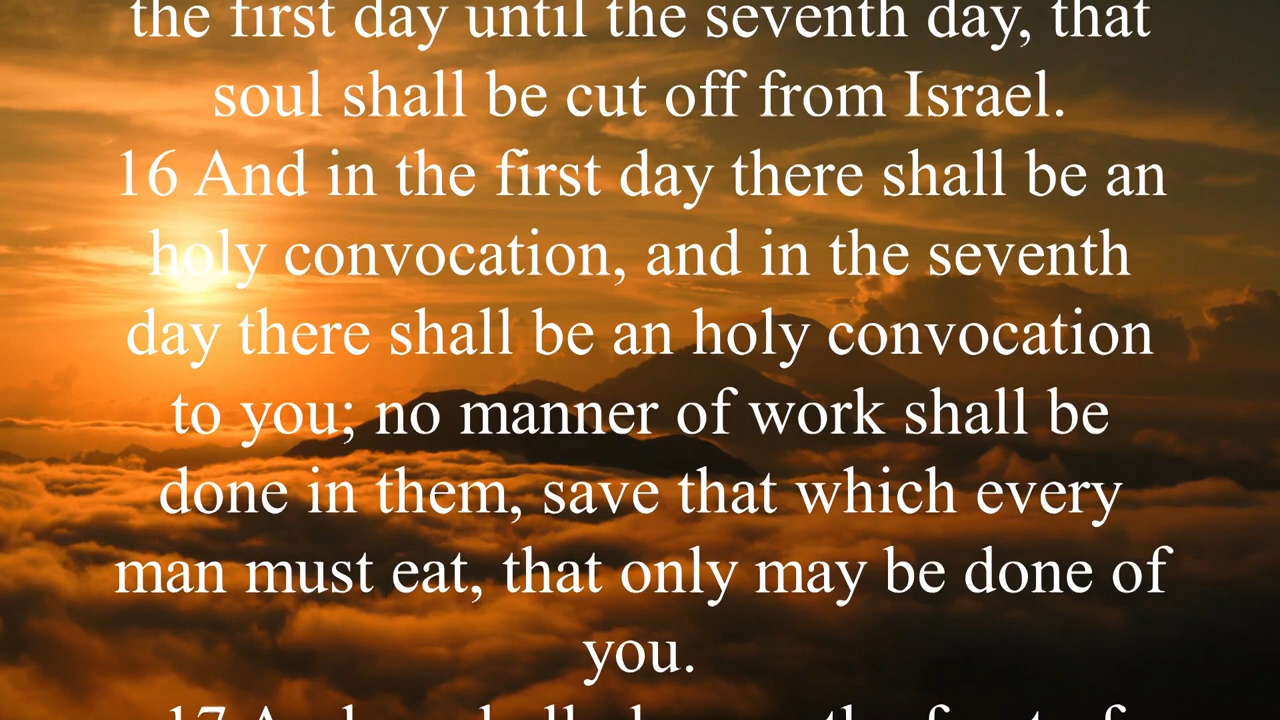 the first day until the seventh day, that
soul shall be cut off from Israel.
16 And in the first day there shall be an
holy convocation, and in the seventh
day there shall be an holy convocation
to you; no manner of work shall be
done in them, save that which every
man must eat, that only may be done of
you.
17 And